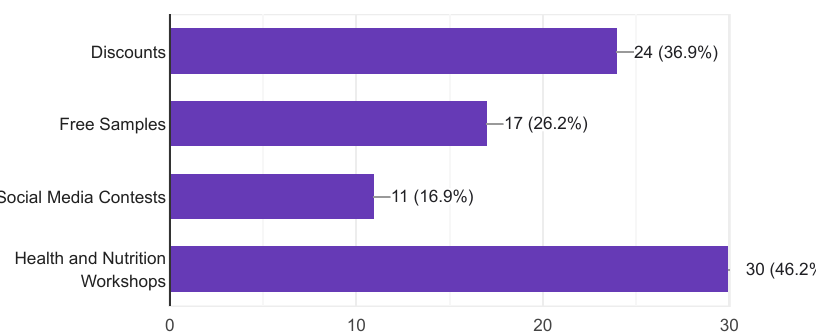 Discounts
24 (36.9%)
Free Samples
17 (26.2%)
Social Media Contests
11 (16.9%)
Health and Nutrition
Workshops
30 (46.2%
0
10
20
30